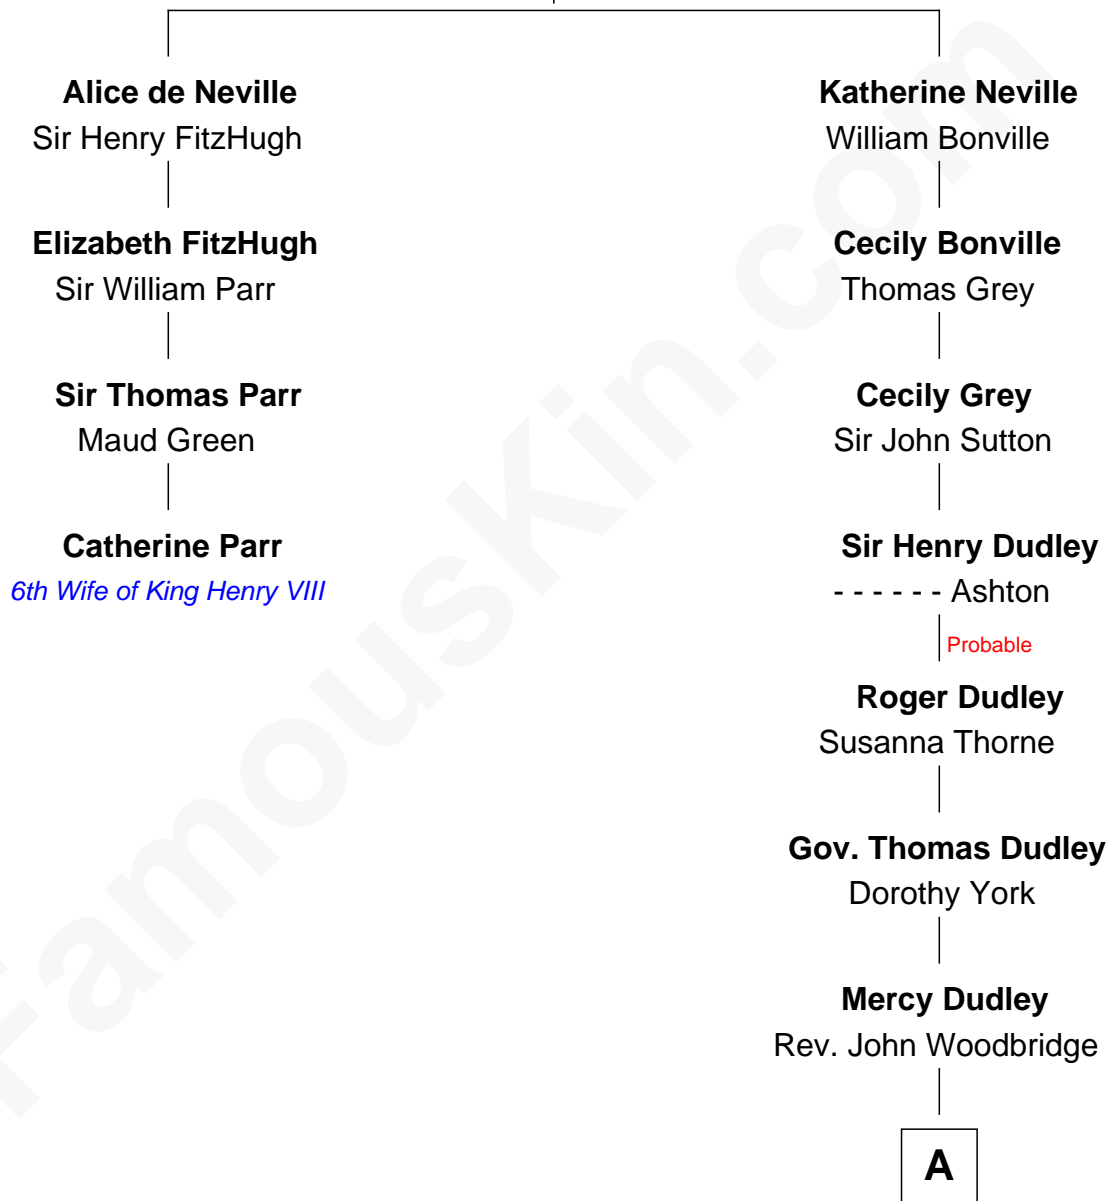 Alice de Neville
Sir Henry FitzHugh
Elizabeth FitzHugh
Sir William Parr
Sir Thomas Parr
Maud Green
Catherine Parr
6th Wife of King Henry VIII
Katherine Neville
William Bonville
Cecily Bonville
Thomas Grey
Cecily Grey
Sir John Sutton
Sir Henry Dudley
- - - - - - Ashton
Probable
Roger Dudley
Susanna Thorne
Gov. Thomas Dudley
Dorothy York
Mercy Dudley
Rev. John Woodbridge
A
FamousKin.com